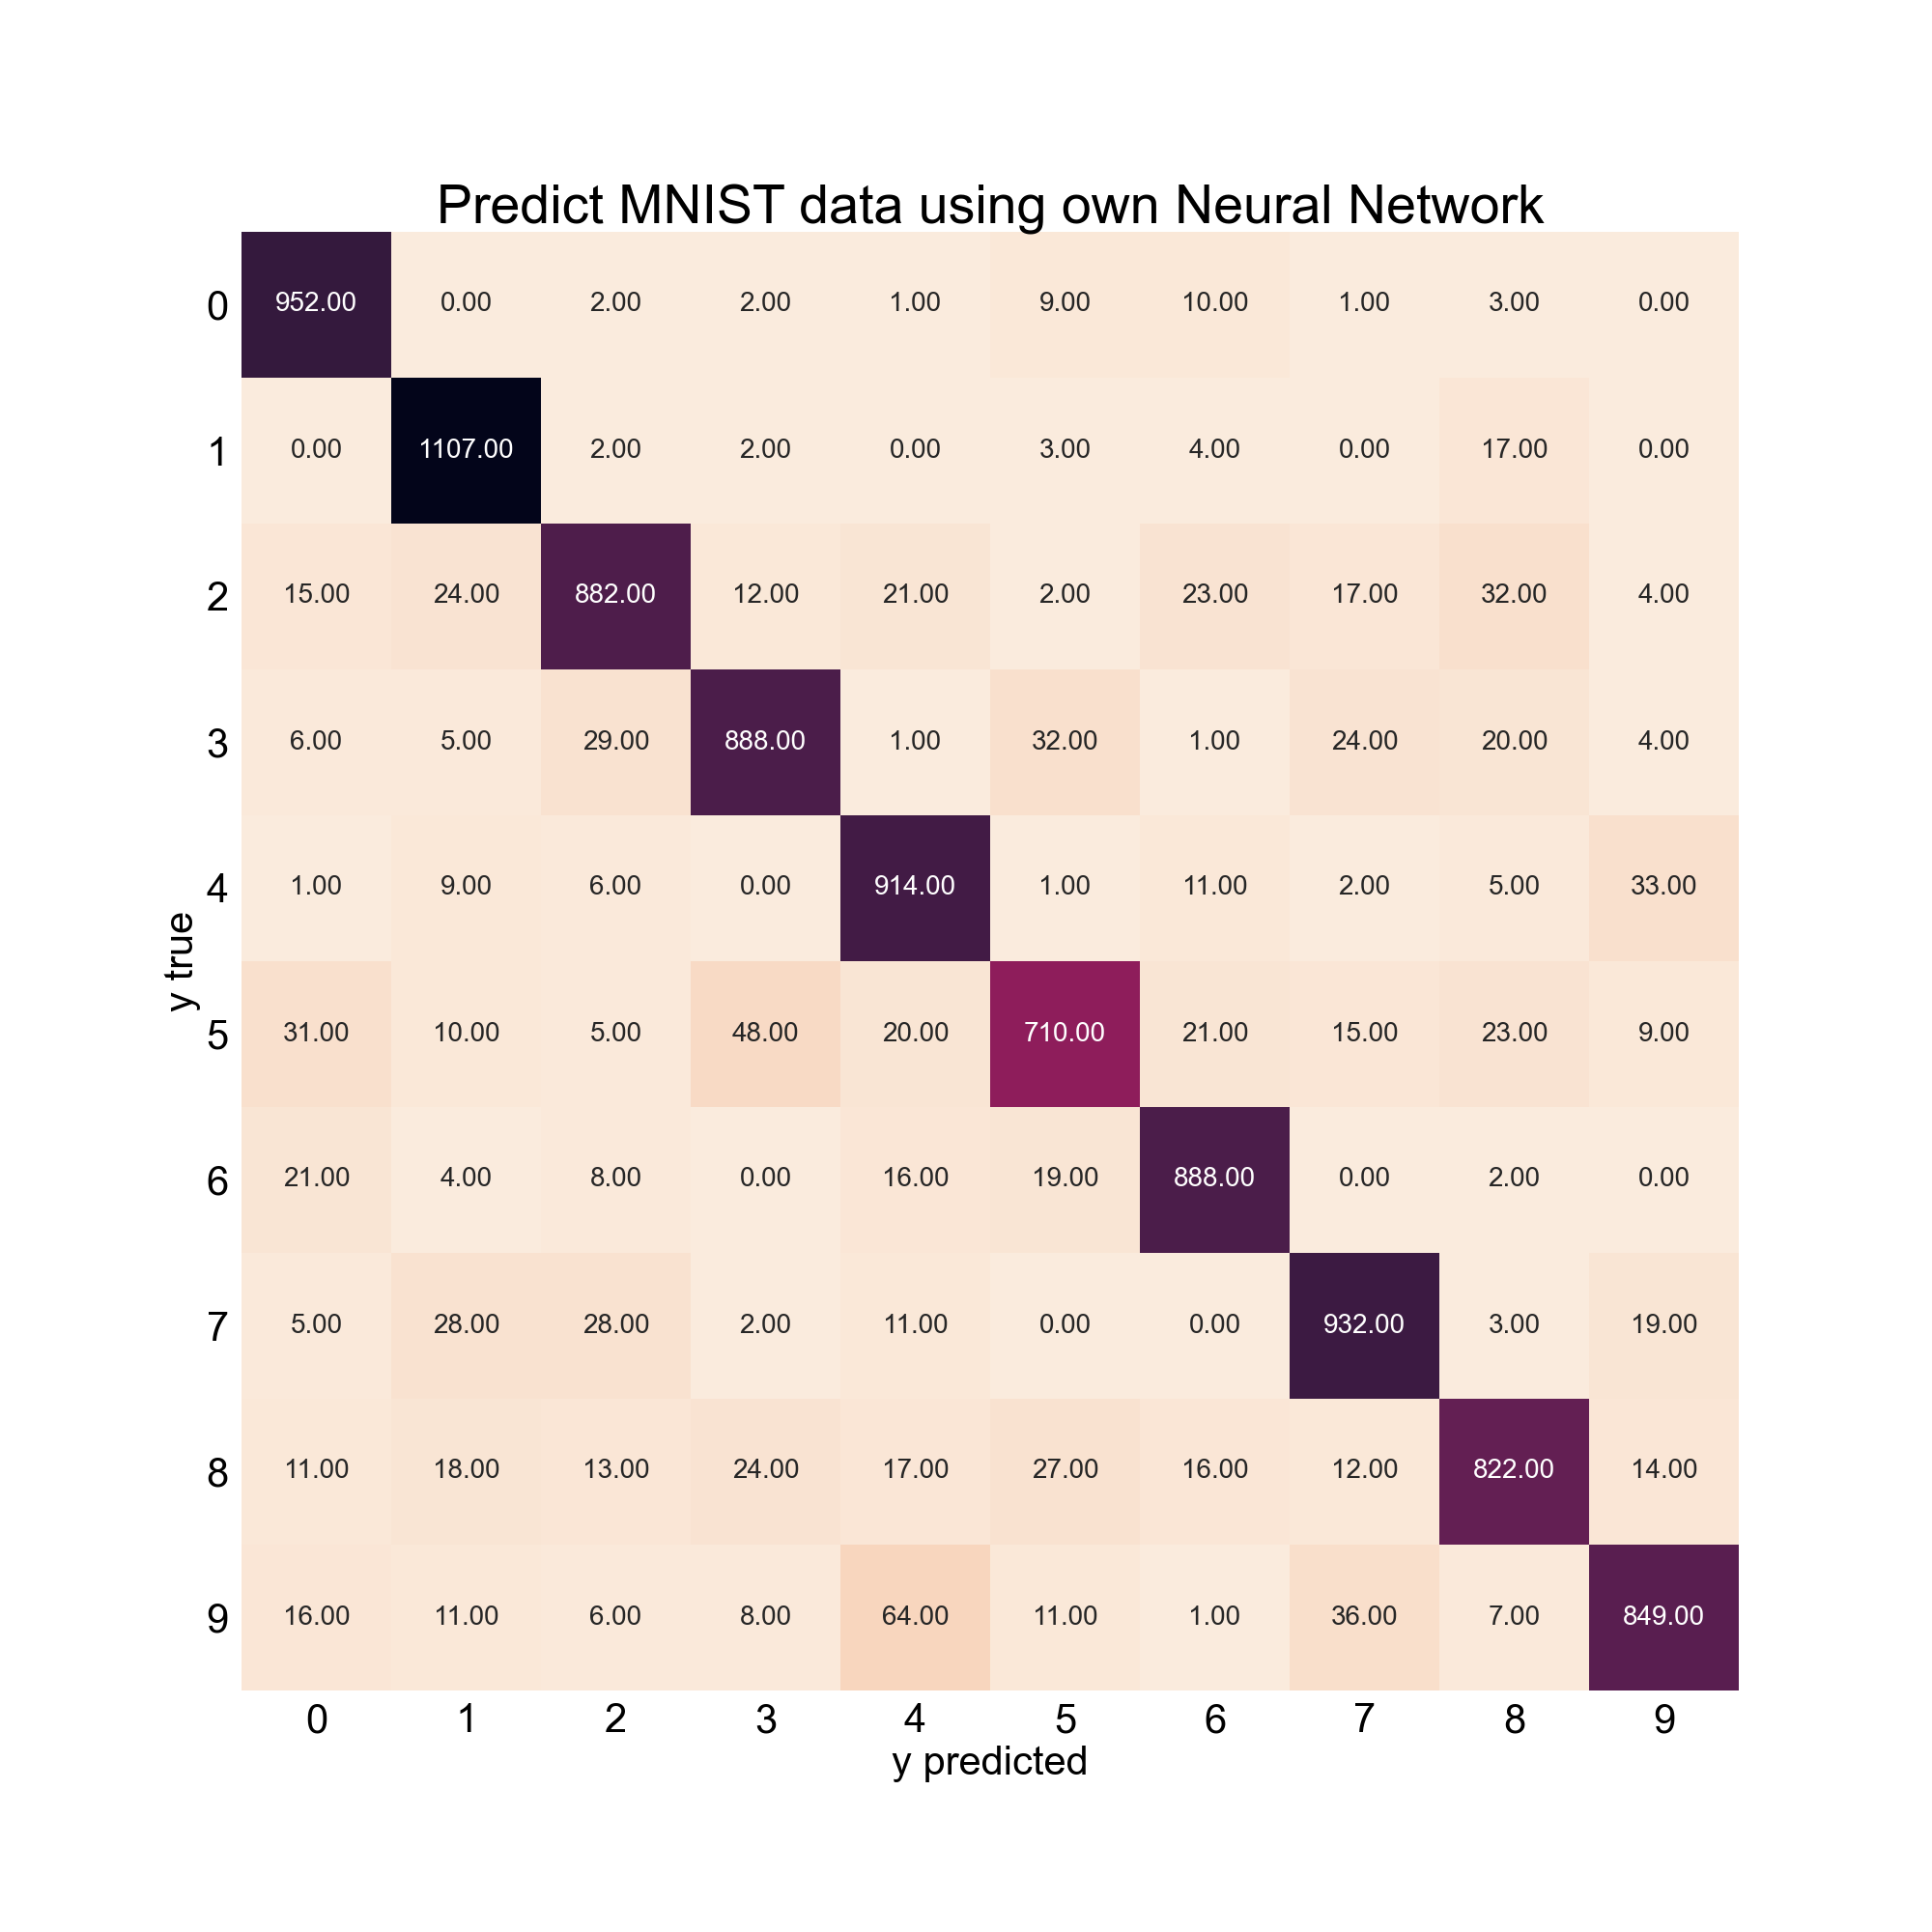 Predict MNIST data using own Neural Network
0 952.00 0.00 2.00 2.00 1.00 9.00 10.00 1.00 3.00 0.00
1 0.00 1107.00 2.00 2.00 0.00 3.00 4.00 0.00 17.00 0.00
2 15.00 24.00 882.00 12.00 21.00 2.00 23.00 17.00 32.00 4.00
3 6.00 5.00 29.00 888.00 1.00 32.00 1.00 24.00 20.00 4.00
4 1.00 9.00 6.00 0.00 914.00 1.00 11.00 2.00 5.00 33.00
y true
5 31.00 10.00 5.00 48.00 20.00 710.00 21.00 15.00 23.00 9.00
6 21.00 4.00 8.00 0.00 16.00 19.00 888.00 0.00 2.00 0.00
7 5.00 28.00 28.00 2.00 11.00 0.00 0.00 932.00 3.00 19.00
8 11.00 18.00 13.00 24.00 17.00 27.00 16.00 12.00 822.00 14.00
9 16.00 11.00 6.00 8.00 64.00 11.00 1.00 36.00 7.00 849.00
0 1 2 3 4 5 6 7 8 9
y predicted